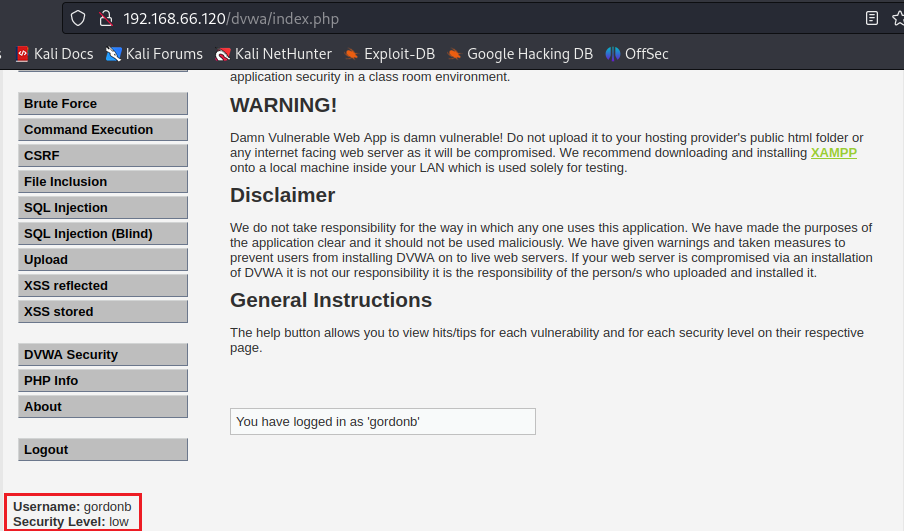 192.168.66.120/dvwa/index.php
Kali Docs Kali Forums Kali NetHunter Exploit-DB Google Hacking DB OffSec
application security in a class room environment.
Brute Force
Command Execution
CSRF
File Inclusion
SQL Injection
SQL Injection (Blind)
Upload
XSS reflected
XSS stored
DVWA Security
PHP Info
About
Logout
WARNING!
Damn Vulnerable Web App is damn vulnerable! Do not upload it to your hosting provider's public html folder or
any internet facing web server as it will be compromised. We recommend downloading and installing XAMPP
onto a local machine inside your LAN which is used solely for testing.
Disclaimer
We do not take responsibility for the way in which any one uses this application. We have made the purposes of
the application clear and it should not be used maliciously. We have given warnings and taken measures to
prevent users from installing DVWA on to live web servers. If your web server is compromised via an installation
of DVWA it is not our responsibility it is the responsibility of the person/s who uploaded and installed it.
General Instructions
The help button allows you to view hits/tips for each vulnerability and for each security level on their respective
page.
You have logged in as 'gordonb'
Username: gordonb
Security Level: low